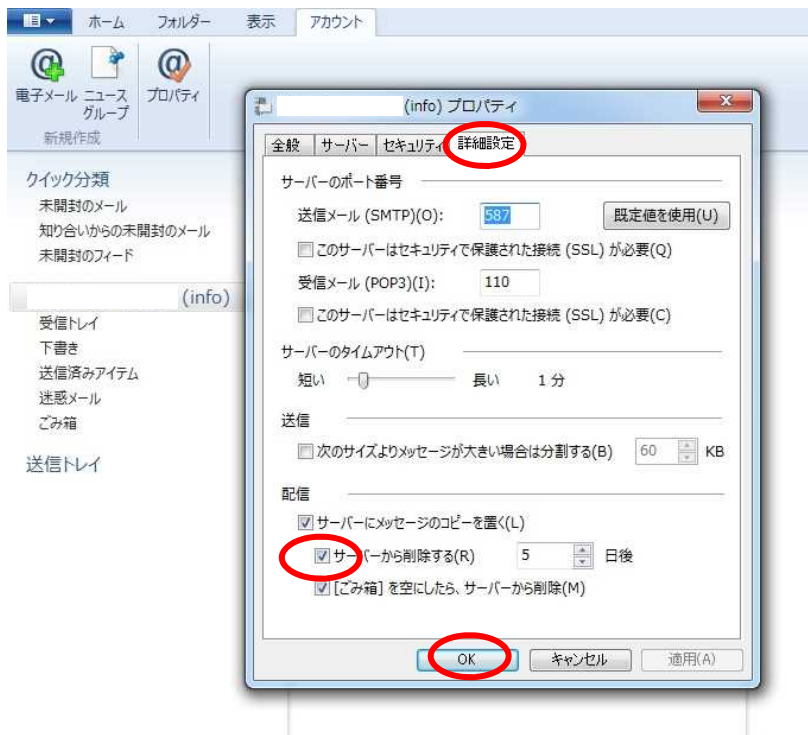 ホーム フォルダー 表示 アカウント
電子メール ニュースグループ プロパティ
新規作成
クイック分類
未開封のメール
知り合いからの未開封のメール
未開封のフィード
(info)
受信トレイ
下書き
送信済みアイテム
迷惑メール
ごみ箱
送信トレイ
(info) プロパティ
全般 サーバー セキュリティ 詳細設定
サーバーのポート番号
送信メール (SMTP)(O): 587 既定値を使用(U)
このサーバーはセキュリティで保護された接続 (SSL) が必要(Q)
受信メール (POP3)(I): 110
このサーバーはセキュリティで保護された接続 (SSL) が必要(C)
サーバーのタイムアウト(T)
短い 長い 1 分
送信
次のサイズよりメッセージが大きい場合は分割する(B) 60 KB
配信
サーバーにメッセージのコピーを置く(L)
サーバーから削除する(R) 5 日後
[ごみ箱] を空にしたら、サーバーから削除(M)
OK キャンセル 適用(A)